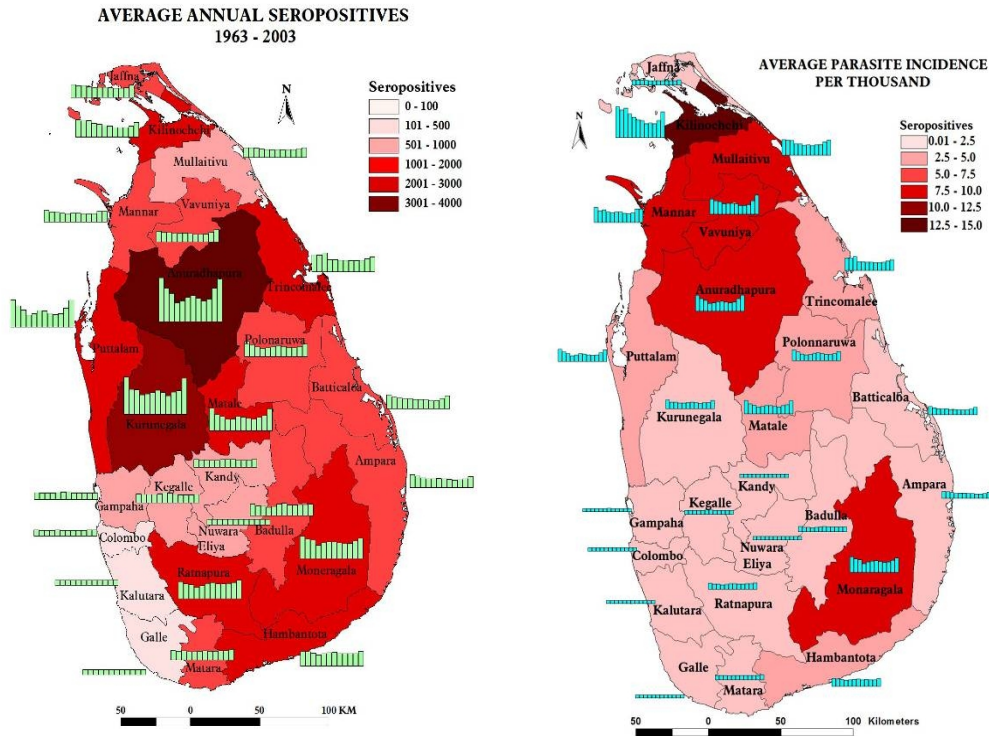 AVERAGE ANNUAL SEROPOSITIVES
1963 - 2003
Seropositives
0 - 100
101 - 500
501 - 1000
1001 - 2000
2001 - 3000
3001 - 4000
N
Jaffna
Kilinochchi
Mullaitivu
Mannar
Vavuniya
Anuradhapura
Trincomalee
Puttalam
Polonaruwa
Batticaloa
Kurunegala
Matale
Ampara
Kandy
Kegalle
Gampaha
Colombo
Nuwara
Eliya
Badulla
Moneragala
Ratnapura
Kalutara
Galle
Hambantota
Matara
50 0 50 100 KM
AVERAGE PARASITE INCIDENCE
PER THOUSAND
Seropositives
0.01 - 2.5
2.5 - 5.0
5.0 - 7.5
7.5 - 10.0
10.0 - 12.5
12.5 - 15.0
N
Jaffna
Kilinochchi
Mullaitivu
Mannar
Vavuniya
Anuradhapura
Trincomalee
Puttalam
Polonnaruwa
Batticaloa
Kurunegala
Matale
Kandy
Ampara
Kegalle
Badulla
Gampaha
Colombo
Nuwara
Eliya
Monaragala
Ratnapura
Kalutara
Hambantota
Galle
Matara
50 0 50 100 Kilometers